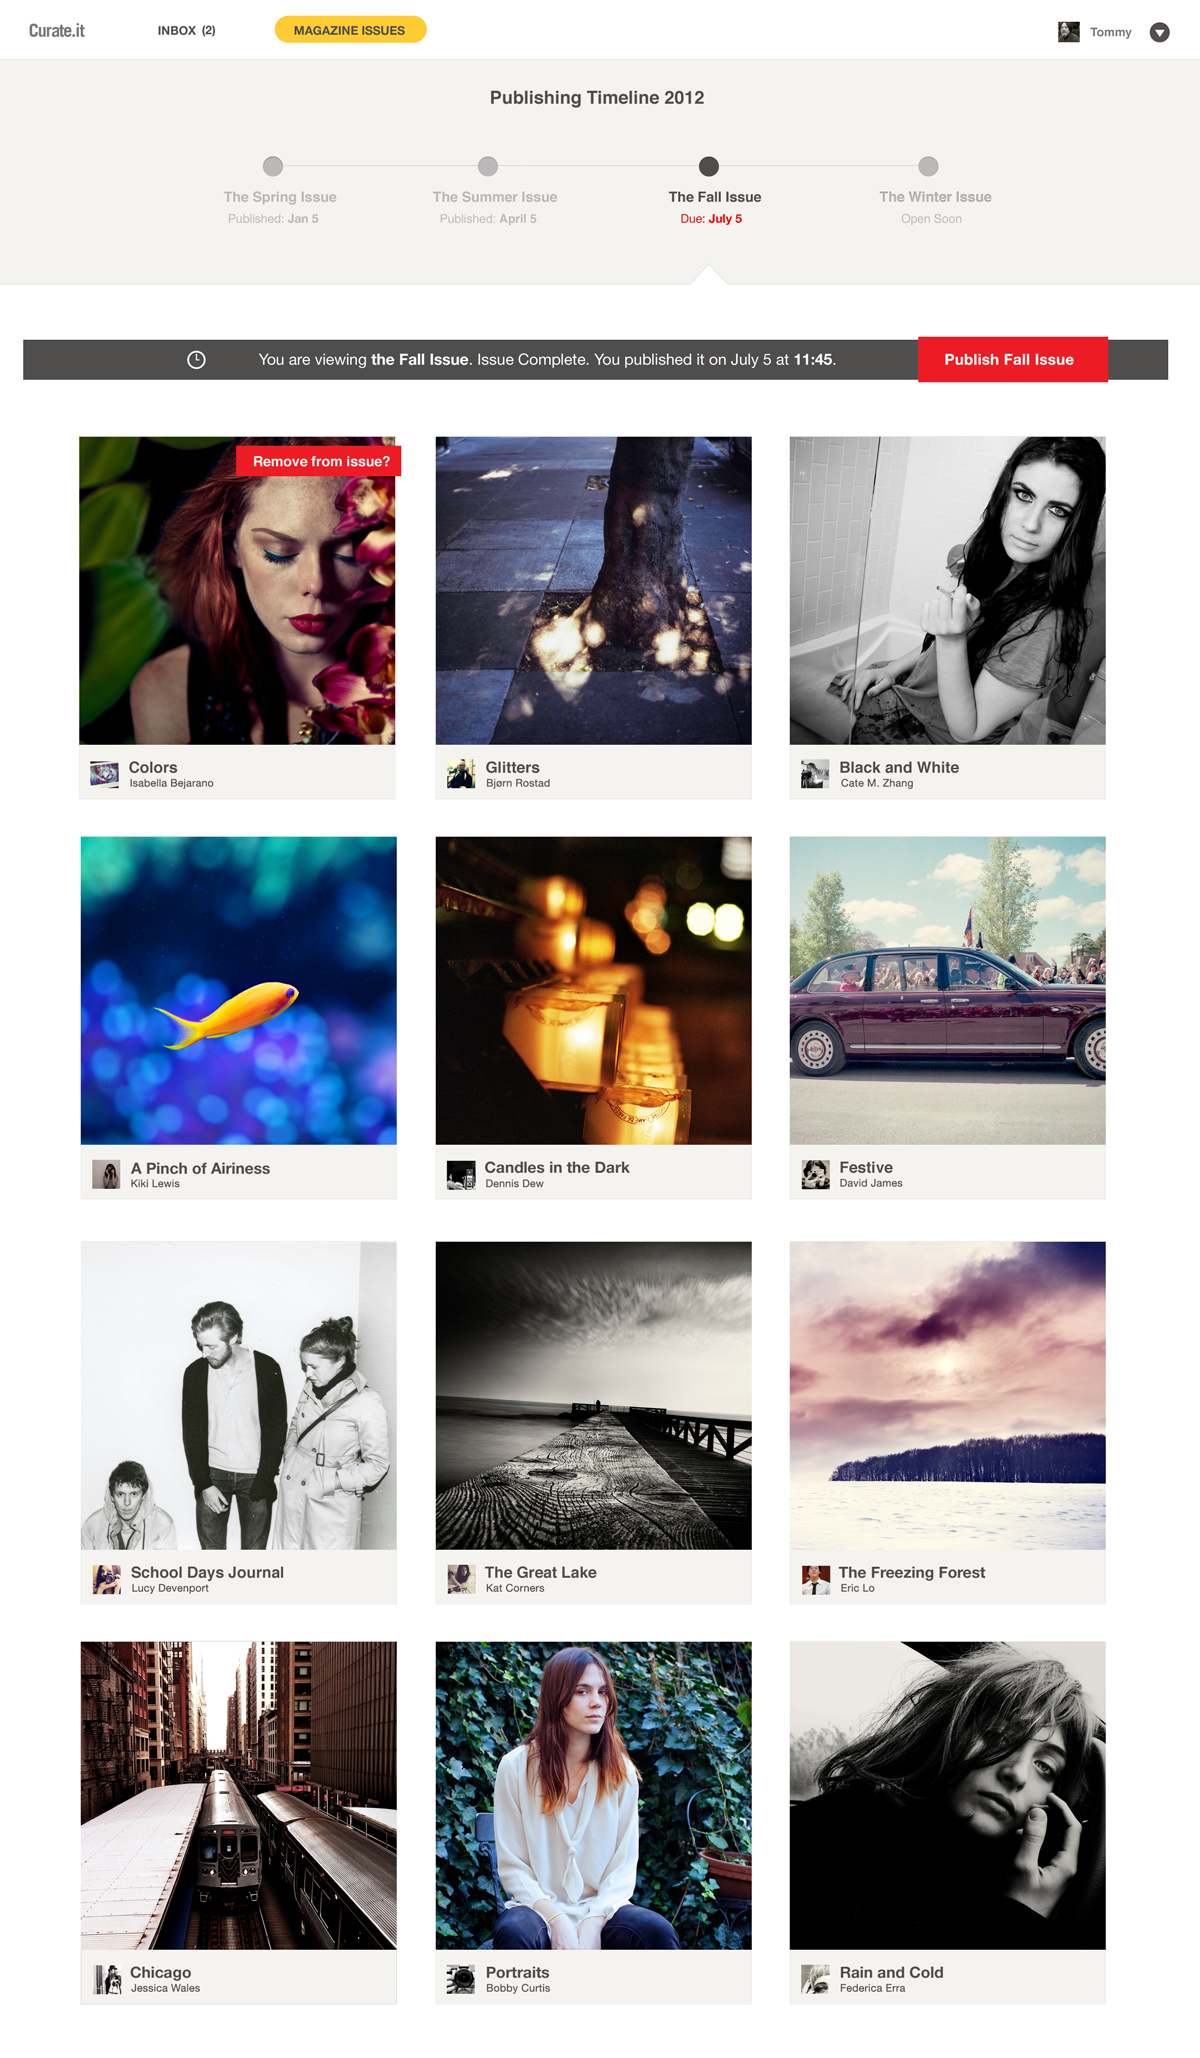 Curate.it
INBOX (2)
MAGAZINE ISSUES
Tommy
Publishing Timeline 2012
The Spring Issue
Published: Jan 5
The Summer Issue
Published: April 5
The Fall Issue
Due: July 5
The Winter Issue
Open Soon
You are viewing the Fall Issue. Issue Complete. You published it on July 5 at 11:45.
Publish Fall Issue
Remove from issue?
Colors
Isabella Bejarano
Glitters
Bjørn Rostad
Black and White
Cate M. Zhang
A Pinch of Airiness
Kiki Lewis
Candles in the Dark
Dennis Dew
Festive
David James
School Days Journal
Lucy Devenport
The Great Lake
Kat Corners
The Freezing Forest
Eric Lo
Chicago
Jessica Wales
Portraits
Bobby Curtis
Rain and Cold
Federica Erra